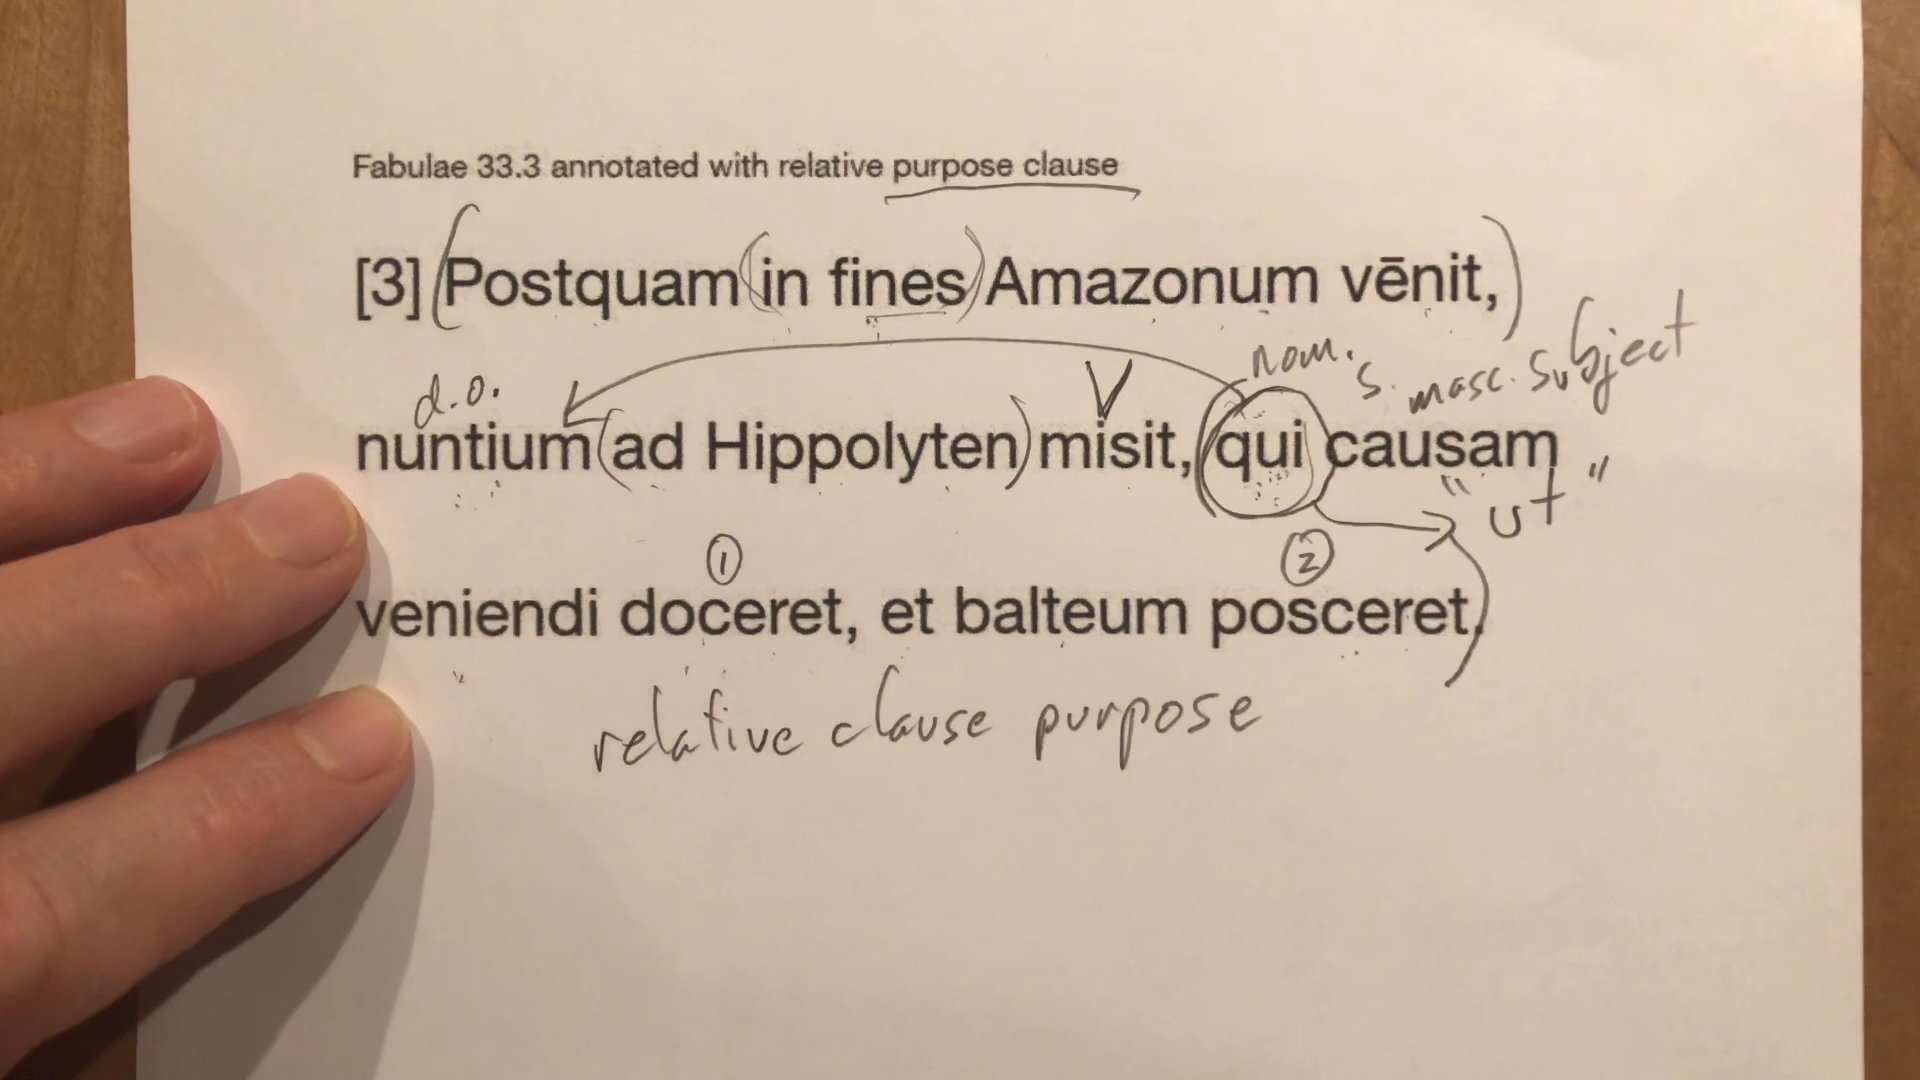 Fabulae 33.3 annotated with relative purpose clause
[3] (Postquam (in fines) Amazonum vēnit,)
nom. s. masc. subject
d.o. V
nuntium (ad Hippolyten) misit, (qui causam
"ut"
① ②
veniendi doceret, et balteum posceret.)
relative clause purpose